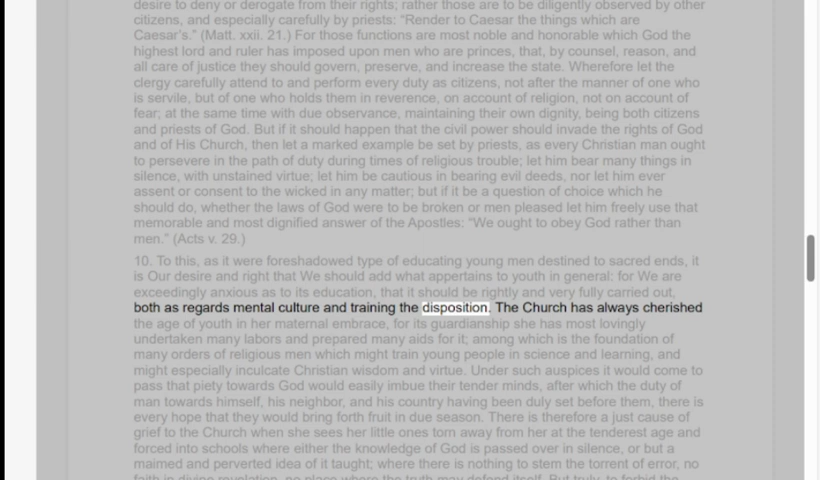 desire to deny or derogate from their rights; rather those are to be diligently observed by other
citizens, and especially carefully by priests: “Render to Caesar the things which are
Caesar’s.” (Matt. xxii. 21.) For those functions are most noble and honorable which God the
highest lord and ruler has imposed upon men who are princes, that, by counsel, reason, and
all care of justice they should govern, preserve, and increase the state. Wherefore let the
clergy carefully attend to and perform every duty as citizens, not after the manner of one who
is servile, but of one who holds them in reverence, on account of religion, not on account of
fear; at the same time with due observance, maintaining their own dignity, being both citizens
and priests of God. But if it should happen that the civil power should invade the rights of God
and of His Church, then let a marked example be set by priests, as every Christian man ought
to persevere in the path of duty during times of religious trouble; let him bear many things in
silence, with unstained virtue; let him be cautious in bearing evil deeds, nor let him ever
assent or consent to the wicked in any matter; but if it be a question of choice which he
should do, whether the laws of God were to be broken or men pleased let him freely use that
memorable and most dignified answer of the Apostles: “We ought to obey God rather than
men.” (Acts v. 29.)
10. To this, as it were foreshadowed type of educating young men destined to sacred ends, it
is Our desire and right that We should add what appertains to youth in general: for We are
exceedingly anxious as to its education, that it should be rightly and very fully carried out,
both as regards mental culture and training the disposition. The Church has always cherished
the age of youth in her maternal embrace, for its guardianship she has most lovingly
undertaken many labors and prepared many aids for it; among which is the foundation of
many orders of religious men which might train young people in science and learning, and
might especially inculcate Christian wisdom and virtue. Under such auspices it would come to
pass that piety towards God would easily imbue their tender minds, after which the duty of
man towards himself, his neighbor, and his country having been duly set before them, there is
every hope that they would bring forth fruit in due season. There is therefore a just cause of
grief to the Church when she sees her little ones torn away from her at the tenderest age and
forced into schools where either the knowledge of God is passed over in silence, or but a
maimed and perverted idea of it taught; where there is nothing to stem the torrent of error, no
faith in divine revelation, no place where the truth may defend itself. But truly, to forbid the